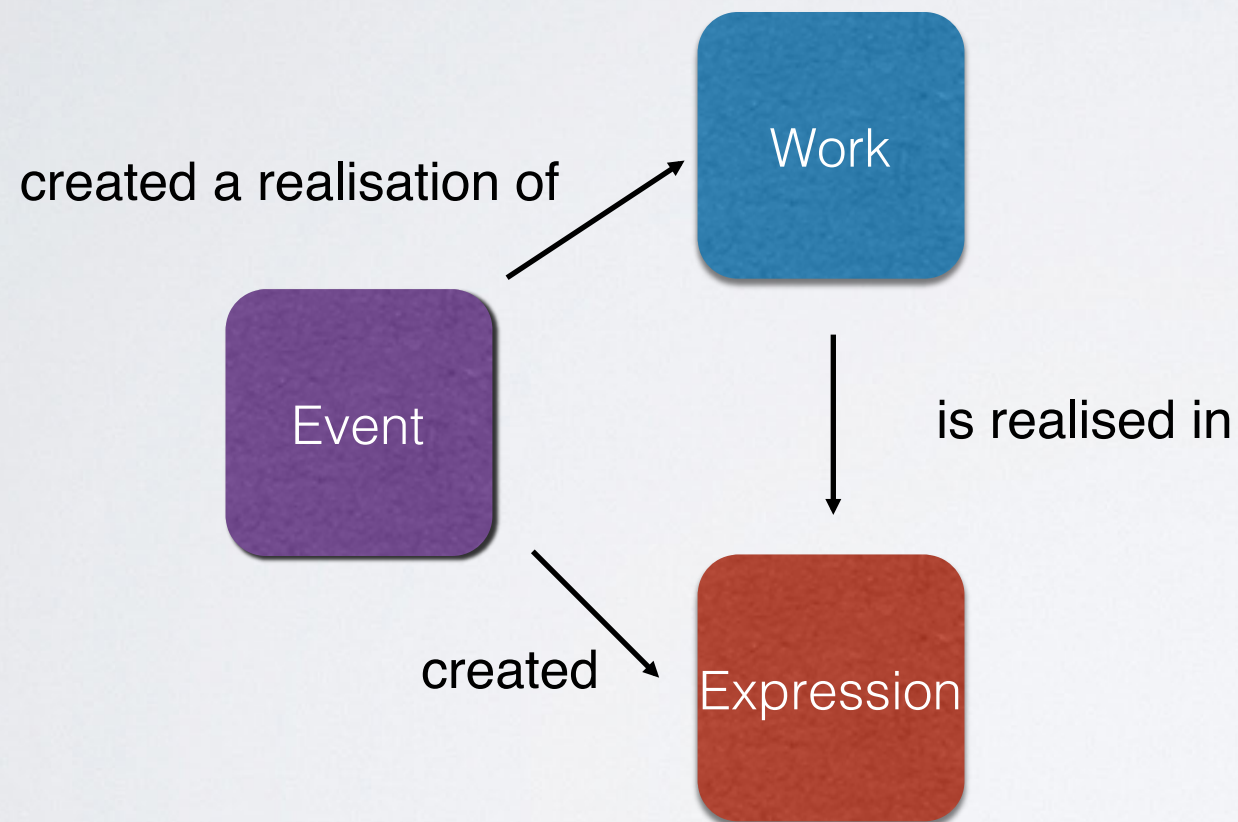 Work
created a realisation of
Event
is realised in
created
Expression